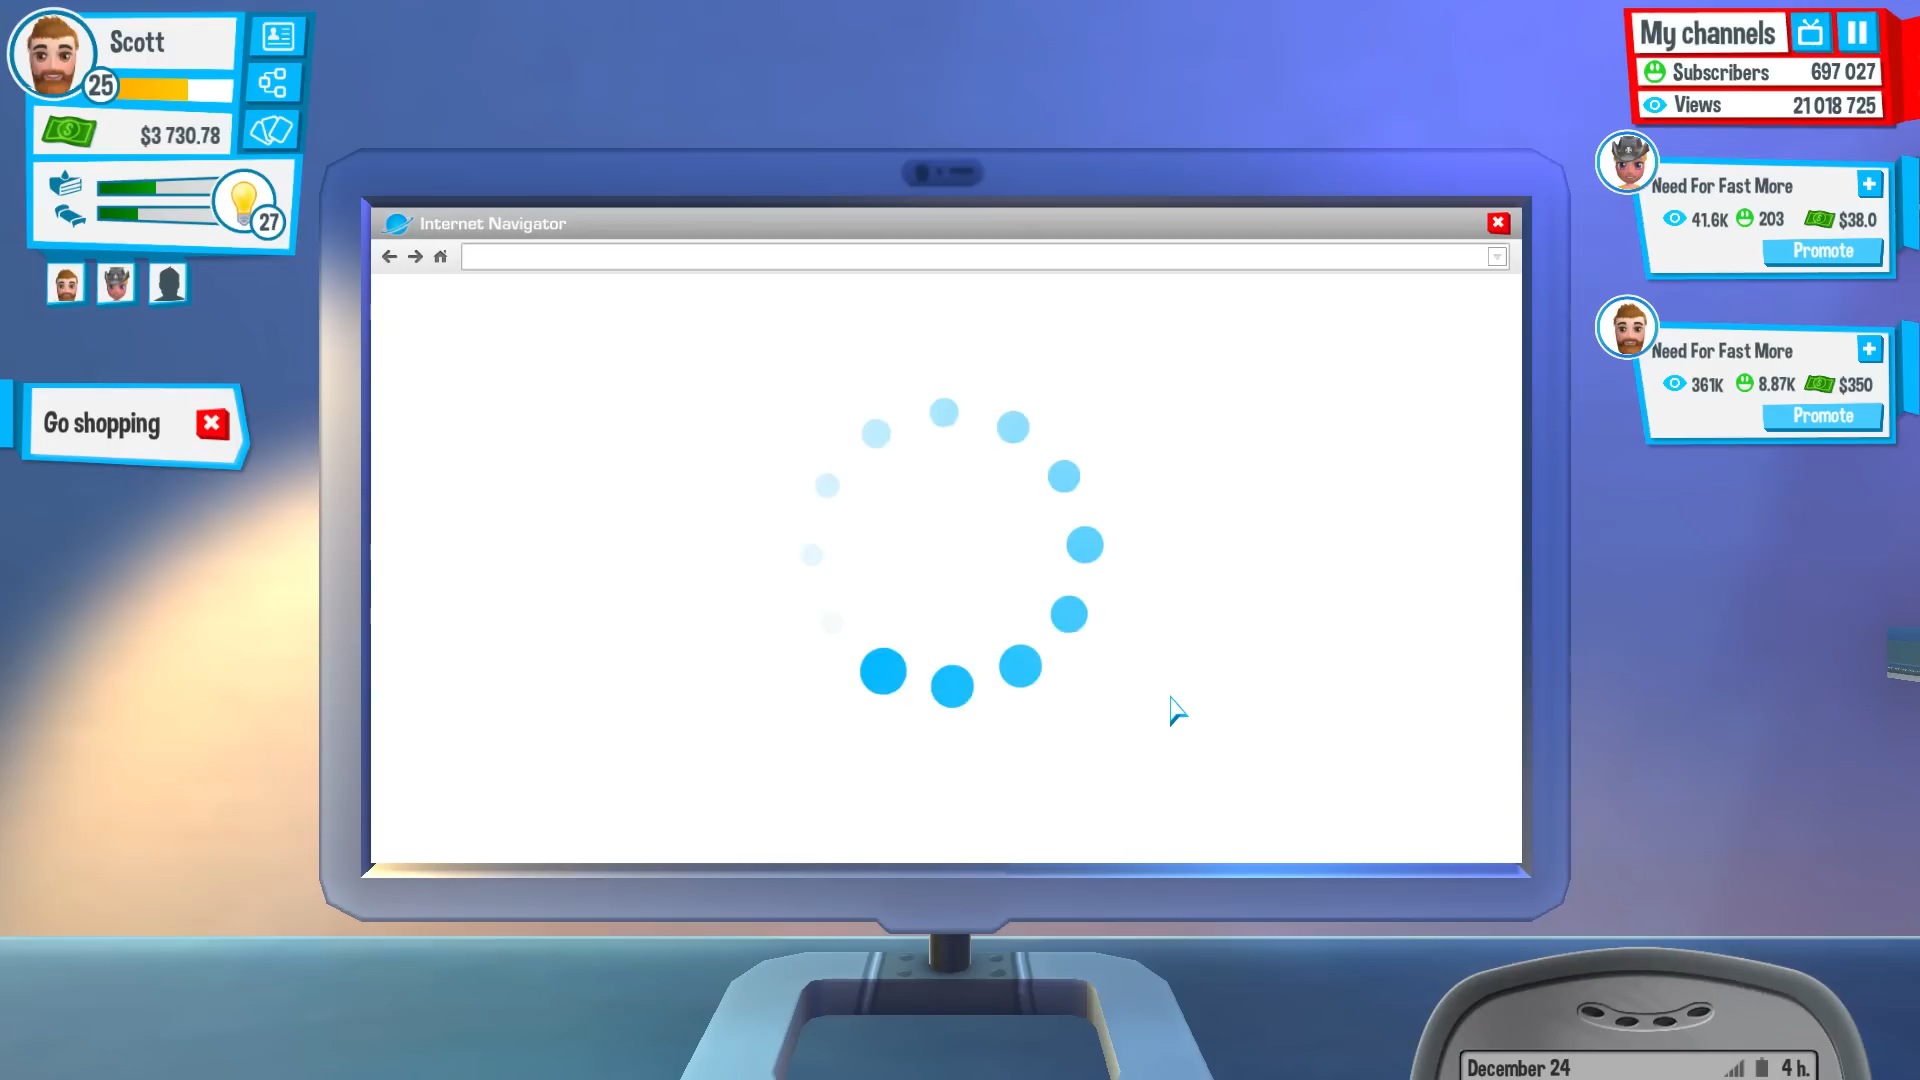 Scott
25
$3 730.78
27
Go shopping
Internet Navigator
My channels
Subscribers 697 027
Views 21 018 725
Need For Fast More
41.6K 203 $38.0
Promote
Need For Fast More
361K 8.87K $350
Promote
December 24 4 h.